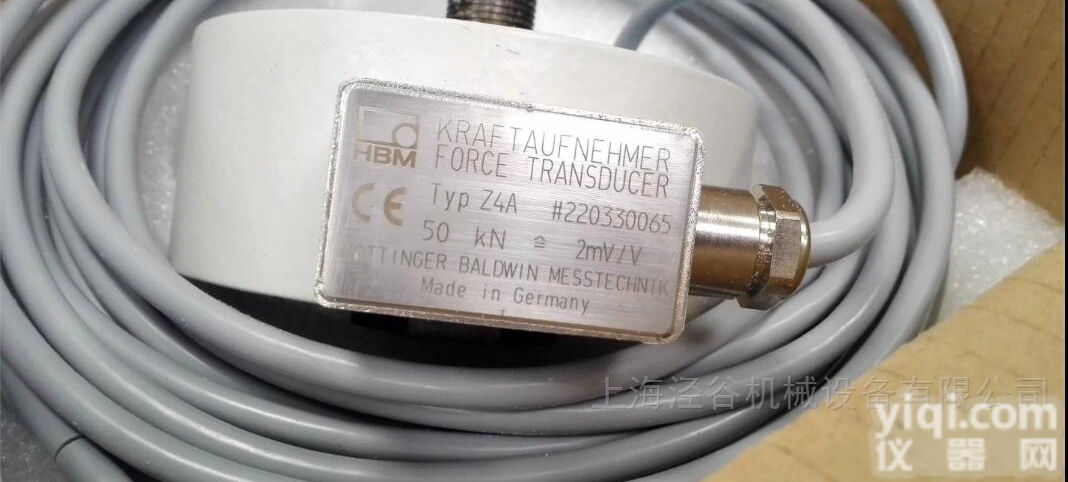 HBM
KRAFTAUFNEHMER
FORCE TRANSDUCER
CE
Typ Z4A #220330065
50 kN ≙ 2mV/V
OTTINGER BALDWIN MESSTECHNIK
Made in Germany
上海泾谷机械设备有限公司
yiqi.com
仪器网